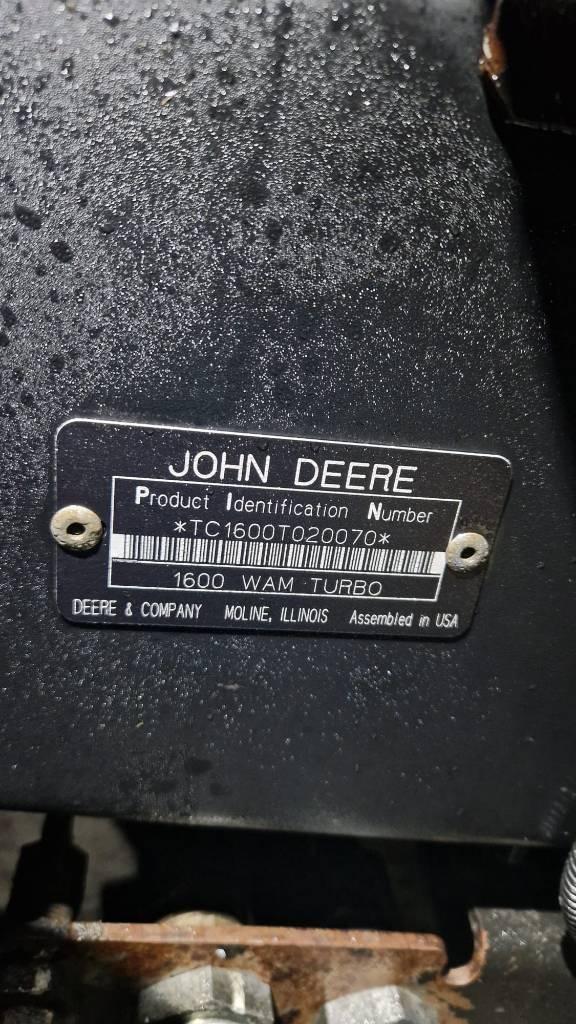 JOHN DEERE
Product Identification Number
*TC1600T020070*
1600 WAM TURBO
DEERE & COMPANY MOLINE, ILLINOIS Assembled in USA